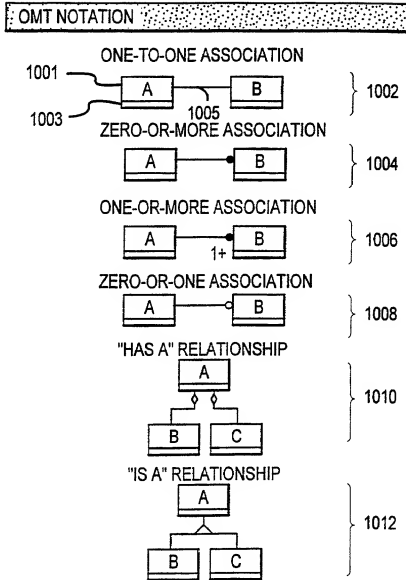 OMT NOTATION
ONE-TO-ONE ASSOCIATION
1001 A B 1002
1003 1005
ZERO-OR-MORE ASSOCIATION
A B 1004
ONE-OR-MORE ASSOCIATION
A B 1006
1+
ZERO-OR-ONE ASSOCIATION
A B 1008
"HAS A" RELATIONSHIP
A
1010
B C
"IS A" RELATIONSHIP
A
1012
B C